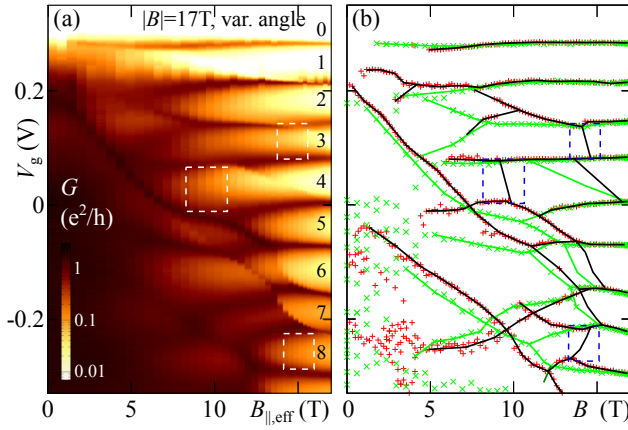 (a) |B|=17T, var. angle 0
(b)
1
2
0.2
3
V_g (V)
4
0
G
5
(e²/h)
6
1
-0.2
7
0.1
8
0.01
0 5 10 B_||,eff (T)
0 5 10 B (T)